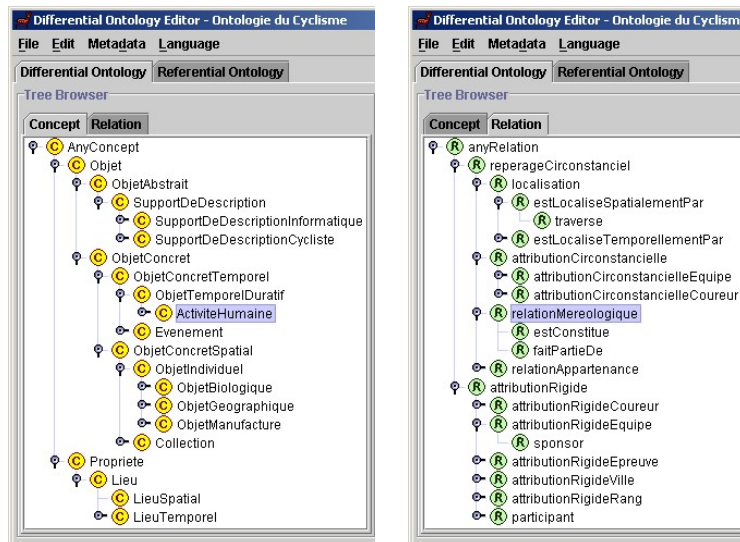 Differential Ontology Editor - Ontologie du Cyclisme
File Edit Metadata Language
Differential Ontology Referential Ontology
Tree Browser
Concept Relation
C AnyConcept
C Objet
C ObjetAbstrait
C SupportDeDescription
C SupportDeDescriptionInformatique
C SupportDeDescriptionCycliste
C ObjetConcret
C ObjetConcretTemporel
C ObjetTemporelDuratif
C ActiviteHumaine
C Evenement
C ObjetConcretSpatial
C ObjetIndividuel
C ObjetBiologique
C ObjetGeographique
C ObjetManufacture
C Collection
C Propriete
C Lieu
C LieuSpatial
C LieuTemporel
Differential Ontology Editor - Ontologie du Cyclism
File Edit Metadata Language
Differential Ontology Referential Ontology
Tree Browser
Concept Relation
R anyRelation
R reperageCirconstanciel
R localisation
R estLocaliseSpatialementPar
R traverse
R estLocaliseTemporellementPar
R attributionCirconstancielle
R attributionCirconstancielleEquipe
R attributionCirconstancielleCoureur
R relationMereologique
R estConstitue
R faitPartieDe
R relationAppartenance
R attributionRigide
R attributionRigideCoureur
R attributionRigideEquipe
R sponsor
R attributionRigideEpreuve
R attributionRigideVille
R attributionRigideRang
R participant